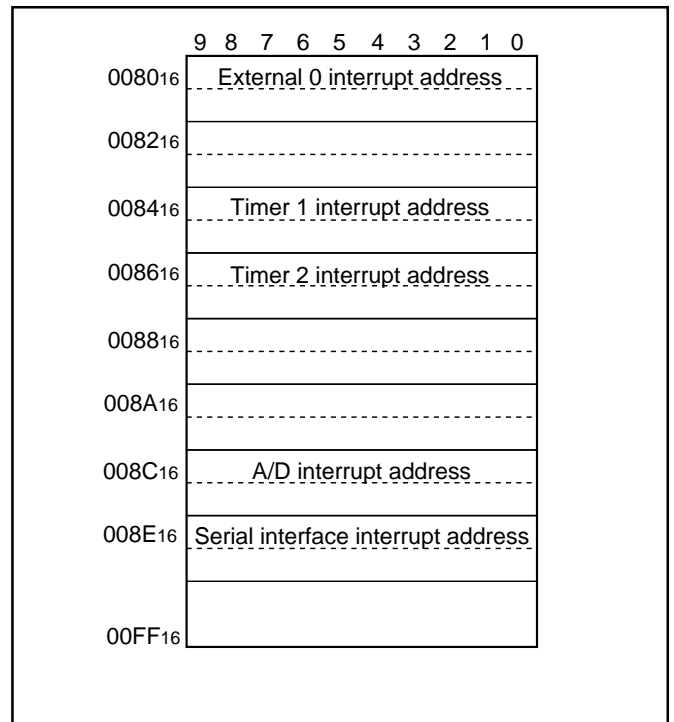 9 8 7 6 5 4 3 2 1 0
008016 External 0 interrupt address
008216
008416 Timer 1 interrupt address
008616 Timer 2 interrupt address
008816
008A16
008C16 A/D interrupt address
008E16 Serial interface interrupt address
00FF16